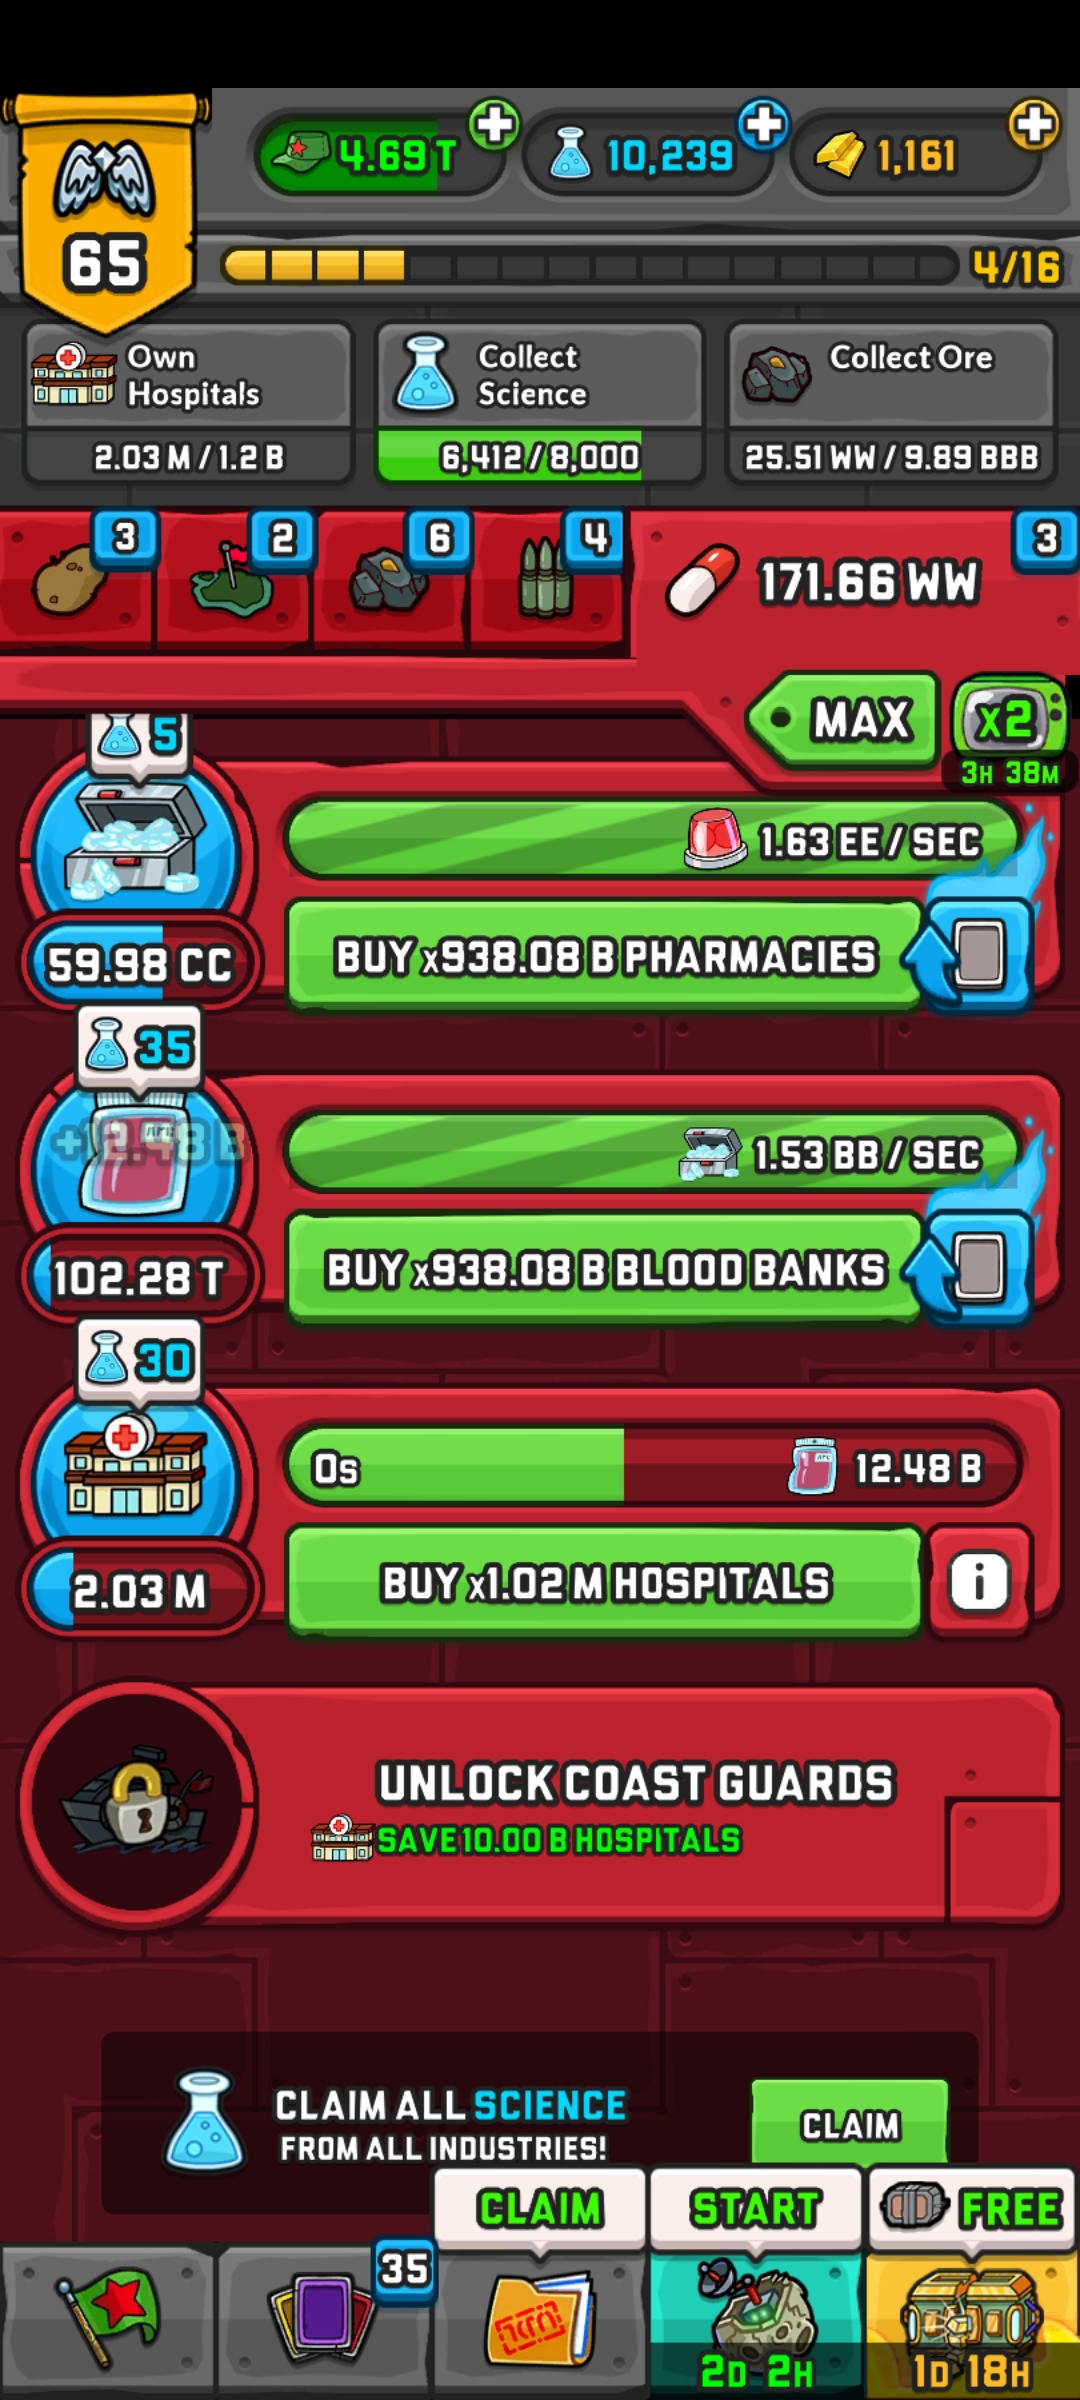 4.69 T
10,239
1,161
65
4/16
Own
Hospitals
2.03 M / 1.2 B
Collect
Science
6,412 / 8,000
Collect Ore
25.51 WW / 9.89 BBB
3
2
6
4
171.66 WW
3
MAX
x2
3H 38M
5
1.63 EE / SEC
59.98 CC
BUY x938.08 B PHARMACIES
35
+12.48 B
1.53 BB / SEC
102.28 T
BUY x938.08 B BLOOD BANKS
30
0s
12.48 B
2.03 M
BUY x1.02 M HOSPITALS
i
UNLOCK COAST GUARDS
SAVE 10.00 B HOSPITALS
CLAIM ALL SCIENCE
FROM ALL INDUSTRIES!
CLAIM
CLAIM
START
FREE
35
2D 2H
1D 18H